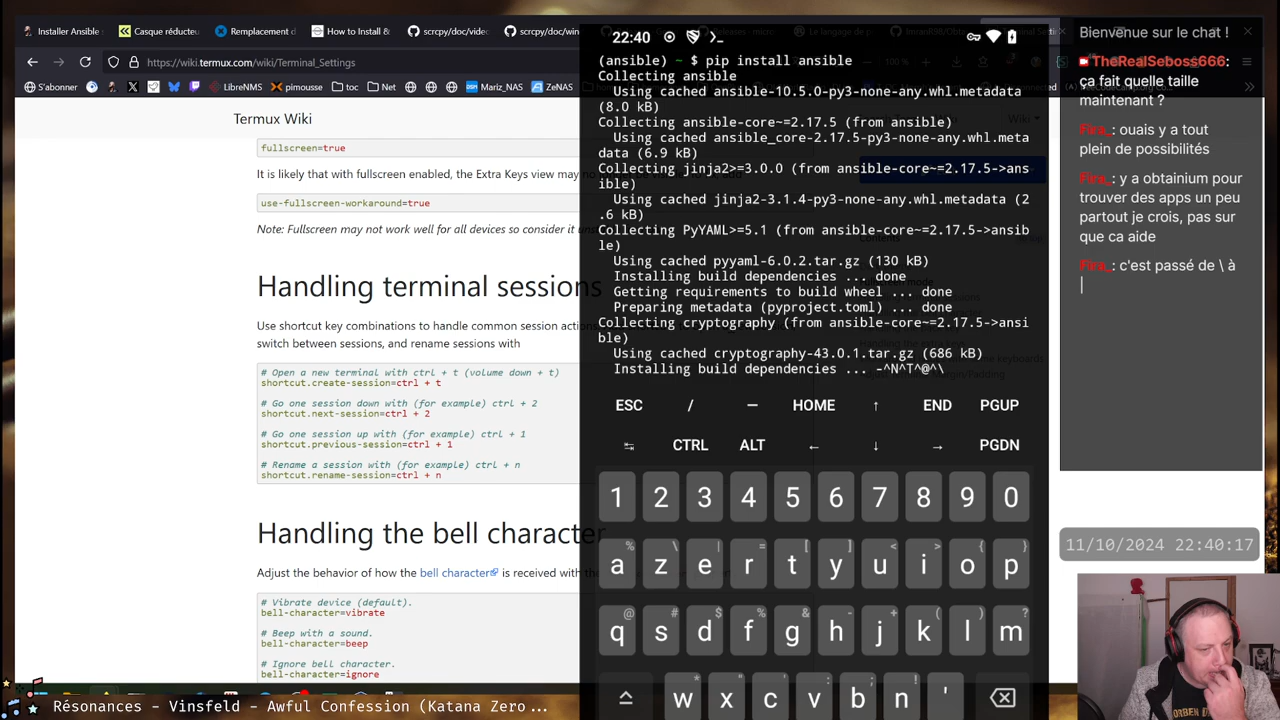 Installer Ansible
Casque réducteu
Remplacement d
How to Install &
scrcpy/doc/video
scrcpy/doc/win
https://wiki.termux.com/wiki/Terminal_Settings
S'abonner
LibreNMS
plmousse
toc
Net
Mariz_NAS
ZeNAS
Termux Wiki
fullscreen=true
It is likely that with fullscreen enabled, the Extra Keys view may
use-fullscreen-workaround=true
Note: Fullscreen may not work well for all devices so consider it
Handling terminal sessions
Use shortcut key combinations to handle common session
switch between sessions, and rename sessions with
# Open a new terminal with ctrl + t (volume down + t)
shortcut.create-session=ctrl + t
# Go one session down with (for example) ctrl + 2
shortcut.next-session=ctrl + 2
# Go one session up with (for example) ctrl + 1
shortcut.previous-session=ctrl + 1
# Rename a session with (for example) ctrl + n
shortcut.rename-session=ctrl + n
Handling the bell character
Adjust the behavior of how the bell character is received with the
# Vibrate device (default).
bell-character=vibrate
# Beep with a sound.
bell-character=beep
# Ignore bell character.
bell-character=ignore
22:40
(ansible) ~ $ pip install ansible
Collecting ansible
Using cached ansible-10.5.0-py3-none-any.whl.metadata
(8.0 kB)
Collecting ansible-core~=2.17.5 (from ansible)
Using cached ansible_core-2.17.5-py3-none-any.whl.meta
data (6.9 kB)
Collecting jinja2>=3.0.0 (from ansible-core~=2.17.5->ans
ible)
Using cached jinja2-3.1.4-py3-none-any.whl.metadata (2
.6 kB)
Collecting PyYAML>=5.1 (from ansible-core~=2.17.5->ansib
le)
Using cached pyyaml-6.0.2.tar.gz (130 kB)
Installing build dependencies ... done
Getting requirements to build wheel ... done
Preparing metadata (pyproject.toml) ... done
Collecting cryptography (from ansible-core~=2.17.5->ansi
ble)
Using cached cryptography-43.0.1.tar.gz (686 kB)
Installing build dependencies ... -^N^T^@^\
ESC / — HOME ↑ END PGUP
↹ CTRL ALT ← ↓ → PGDN
1 2 3 4 5 6 7 8 9 0
% \ | = [ ] < > { }
a z e r t y u i o p
@ # $ % & - + ( ) ?
q s d f g h j k l m
w x c v b n '
Bienvenue sur le chat !
TheRealSeboss666:
ça fait quelle taille
maintenant ?
: ouais y a tout
plein de possibilités
: y a obtainium pour
trouver des apps un peu
partout je crois, pas sur
que ca aide
: c'est passé de \ à
|
11/10/2024 22:40:17
Résonances - Vinsfeld - Awful Confession (Katana Zero ...